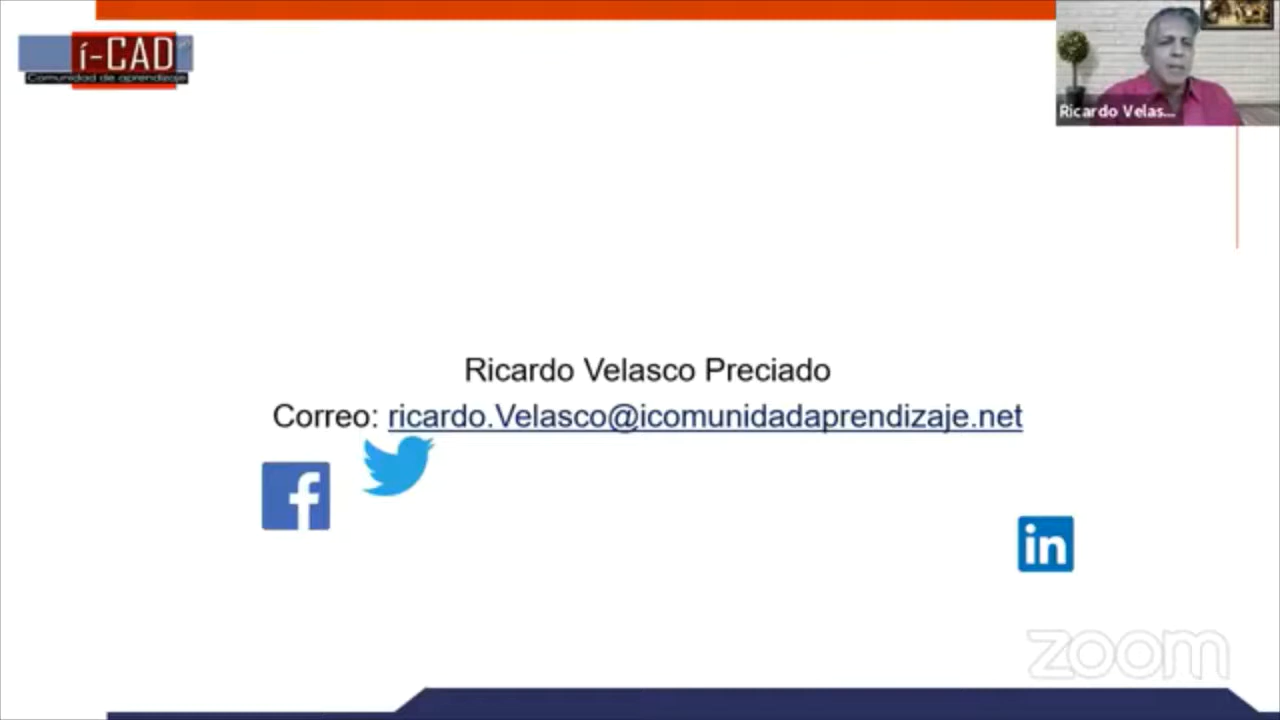 i-CAD
Comunidad de aprendizaje
Ricardo Velas...
Ricardo Velasco Preciado
Correo: ricardo.Velasco@icomunidadaprendizaje.net
f
in
zoom